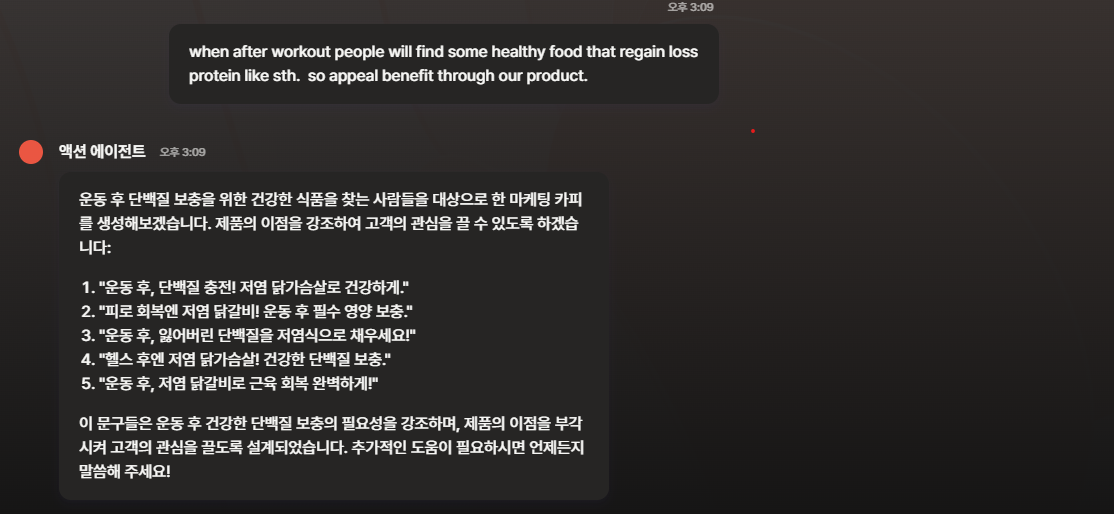 오후 3:09
when after workout people will find some healthy food that regain loss
protein like sth.  so appeal benefit through our product.
액션 에이전트 오후 3:09
운동 후 단백질 보충을 위한 건강한 식품을 찾는 사람들을 대상으로 한 마케팅 카피
를 생성해보겠습니다. 제품의 이점을 강조하여 고객의 관심을 끌 수 있도록 하겠습
니다:
1. "운동 후, 단백질 충전! 저염 닭가슴살로 건강하게."
2. "피로 회복엔 저염 닭갈비! 운동 후 필수 영양 보충."
3. "운동 후, 잃어버린 단백질을 저염식으로 채우세요!"
4. "헬스 후엔 저염 닭가슴살! 건강한 단백질 보충."
5. "운동 후, 저염 닭갈비로 근육 회복 완벽하게!"
이 문구들은 운동 후 건강한 단백질 보충의 필요성을 강조하며, 제품의 이점을 부각
시켜 고객의 관심을 끌도록 설계되었습니다. 추가적인 도움이 필요하시면 언제든지
말씀해 주세요!